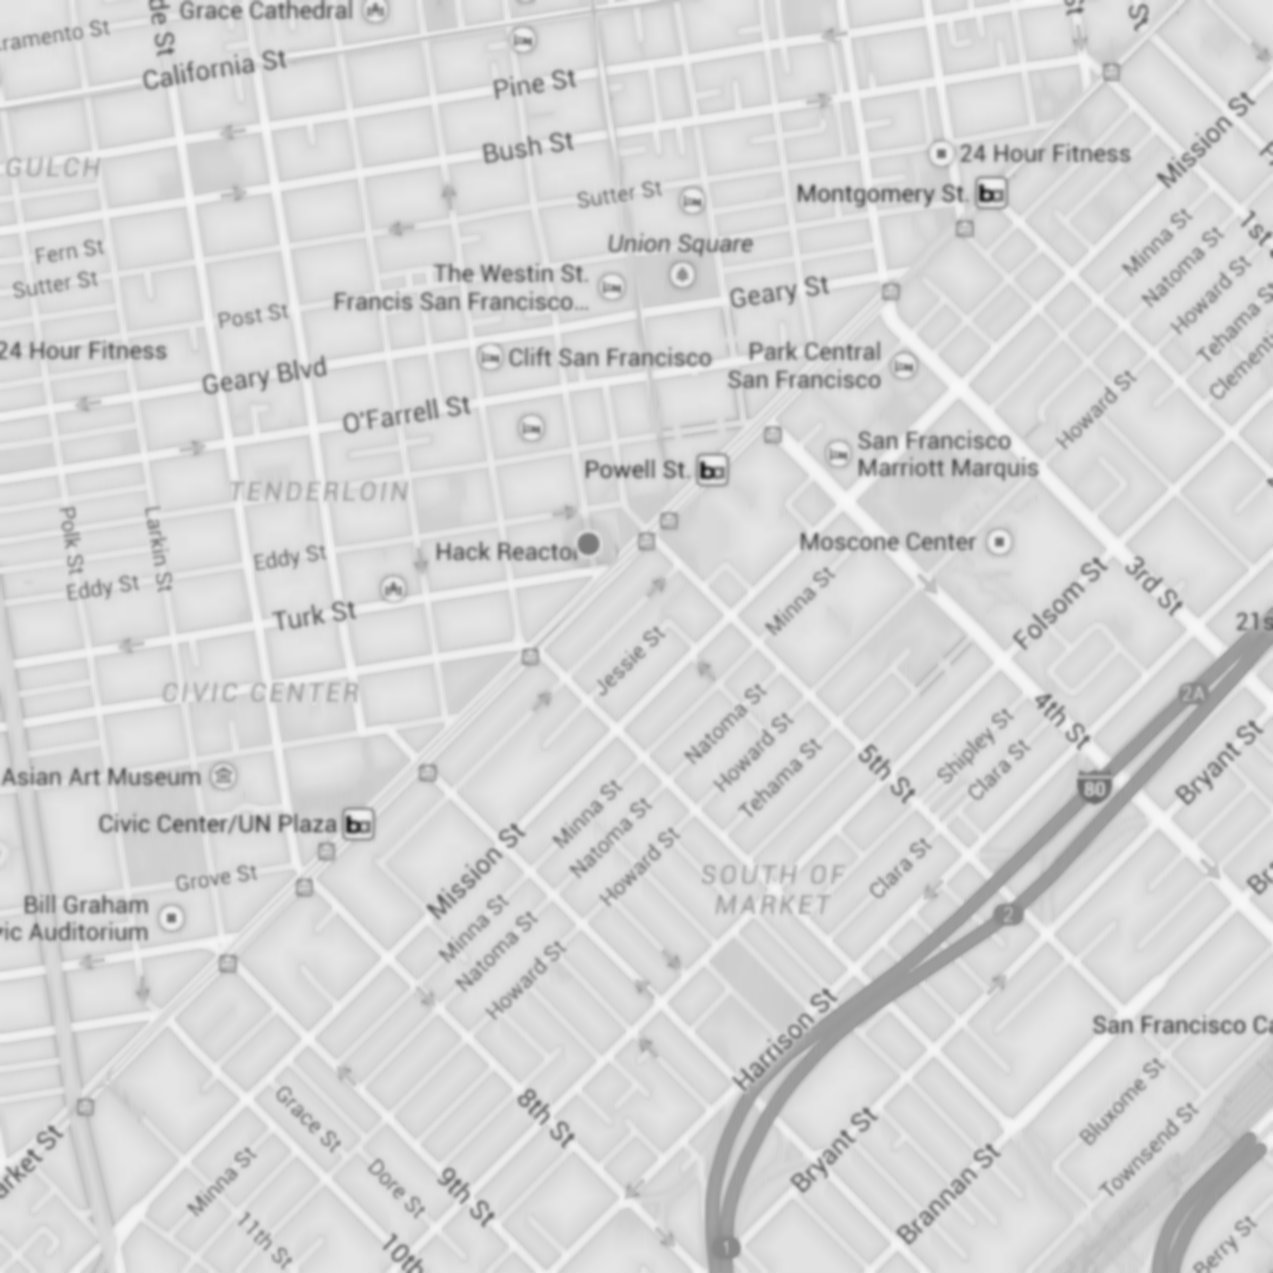 Grace Cathedral
California St
Pine St
Bush St
GULCH
24 Hour Fitness
Mission St
Montgomery St.
Sutter St
Minna St
1st
Natoma St
Union Square
Fern St
Howard St
Sutter St
The Westin St.
Francis San Francisco...
Geary St
Tehama St
Post St
24 Hour Fitness
Geary Blvd
Clift San Francisco
Park Central
San Francisco
O'Farrell St
Howard St
San Francisco
Marriott Marquis
Powell St.
TENDERLOIN
Polk St
Larkin St
Eddy St
Hack Reactor
Moscone Center
Eddy St
Turk St
Minna St
Folsom St
3rd St
Jessie St
CIVIC CENTER
2A
4th St
Natoma St
Howard St
Tehama St
5th St
Shipley St
Clara St
80
Bryant St
Asian Art Museum
Civic Center/UN Plaza
Minna St
Natoma St
Howard St
Mission St
SOUTH OF
MARKET
Clara St
Grove St
Bill Graham
2
Minna St
Natoma St
Howard St
Harrison St
Grace St
8th St
Bluxome St
Townsend St
Bryant St
Brannan St
Minna St
Dore St
9th St
11th St
10th
1
Berry St